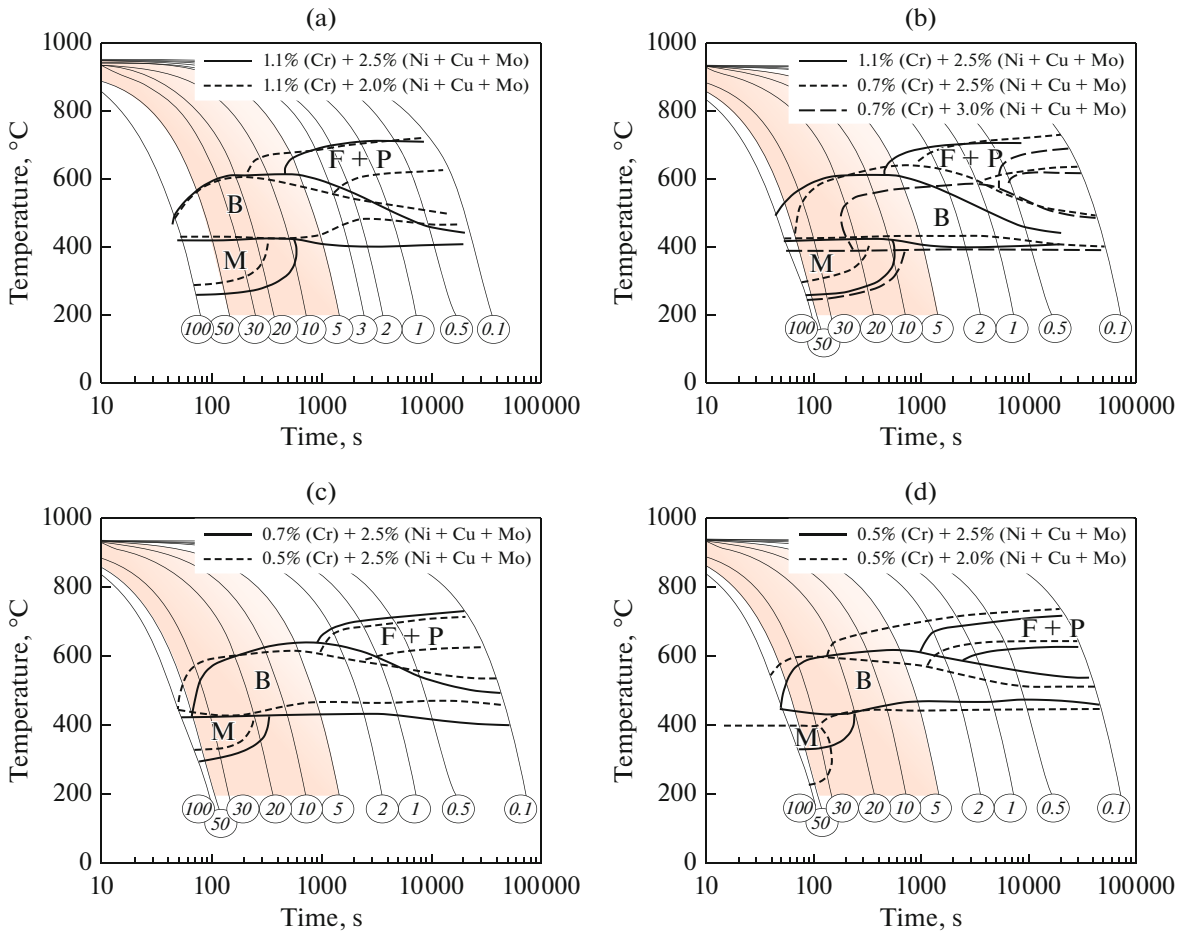 (a)
1000
800
600
400
200
0
Temperature, °C
1.1% (Cr) + 2.5% (Ni + Cu + Mo)
1.1% (Cr) + 2.0% (Ni + Cu + Mo)
F + P
B
M
100 50 30 20 10 5 3 2 1 0.5 0.1
10 100 1000 10000 100000
Time, s
(b)
1000
800
600
400
200
0
Temperature, °C
1.1% (Cr) + 2.5% (Ni + Cu + Mo)
0.7% (Cr) + 2.5% (Ni + Cu + Mo)
0.7% (Cr) + 3.0% (Ni + Cu + Mo)
F + P
B
M
100 50 30 20 10 5 2 1 0.5 0.1
10 100 1000 10000 100000
Time, s
(c)
1000
800
600
400
200
0
Temperature, °C
0.7% (Cr) + 2.5% (Ni + Cu + Mo)
0.5% (Cr) + 2.5% (Ni + Cu + Mo)
F + P
B
M
100 50 30 20 10 5 2 1 0.5 0.1
10 100 1000 10000 100000
Time, s
(d)
1000
800
600
400
200
0
Temperature, °C
0.5% (Cr) + 2.5% (Ni + Cu + Mo)
0.5% (Cr) + 2.0% (Ni + Cu + Mo)
F + P
B
M
100 50 30 20 10 5 2 1 0.5 0.1
10 100 1000 10000 100000
Time, s